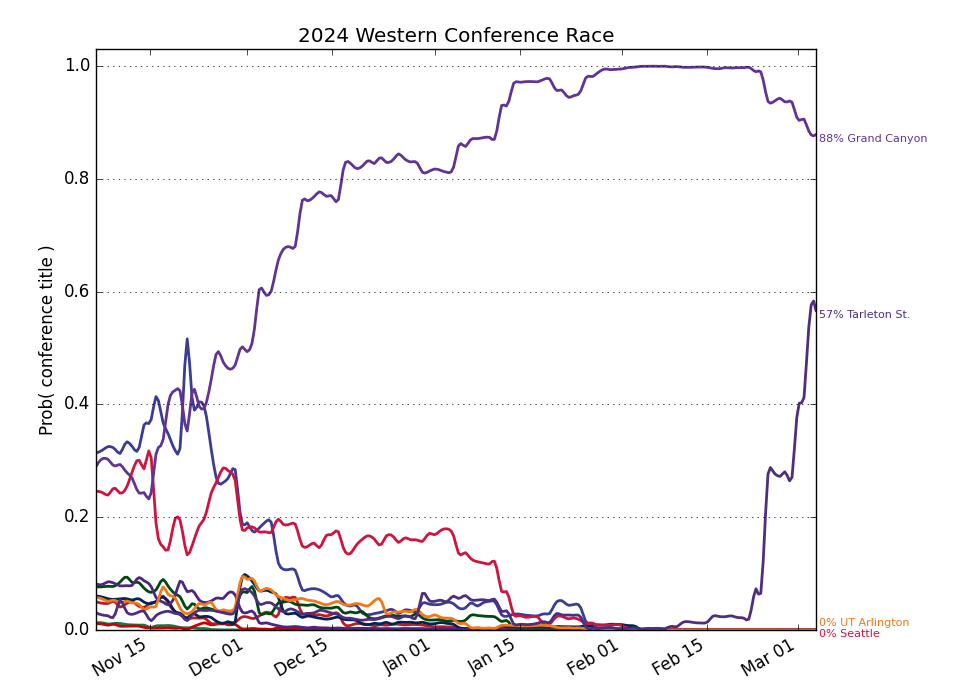 2024 Western Conference Race
Prob( conference title )
1.0
0.8
0.6
0.4
0.2
0.0
88% Grand Canyon
57% Tarleton St.
0% UT Arlington
0% Seattle
Nov 15
Dec 01
Dec 15
Jan 01
Jan 15
Feb 01
Feb 15
Mar 01